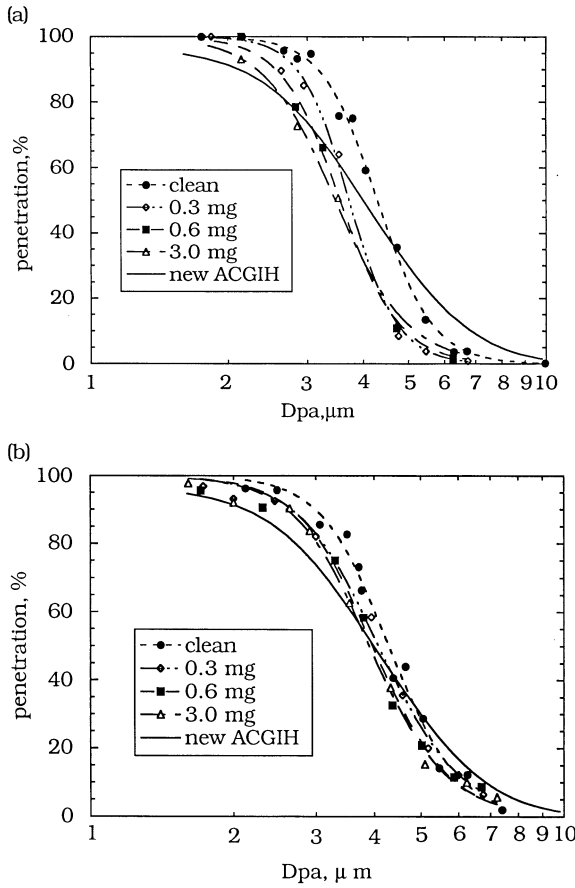 (a)
100
80
60
40
20
0
penetration,%
clean
0.3 mg
0.6 mg
3.0 mg
new ACGIH
1 2 3 4 5 6 7 8 9 10
Dpa,μm
(b)
100
80
60
40
20
0
penetration, %
clean
0.3 mg
0.6 mg
3.0 mg
new ACGIH
1 2 3 4 5 6 7 8 9 10
Dpa, μ m